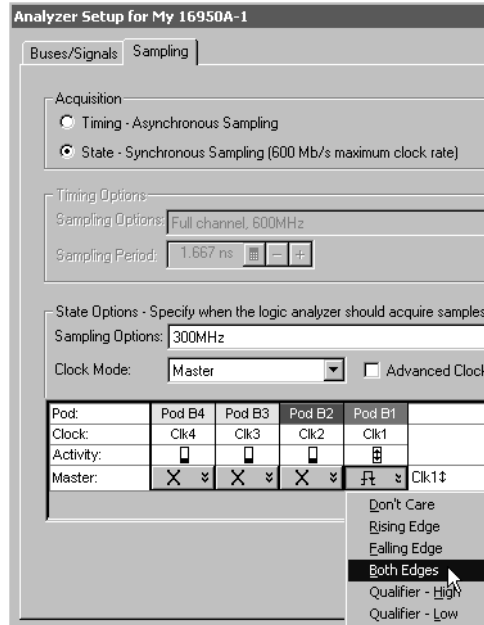 Analyzer Setup for My 16950A-1
Buses/Signals Sampling
Acquisition
Timing - Asynchronous Sampling
State - Synchronous Sampling (600 Mb/s maximum clock rate)
Timing Options
Sampling Options: Full channel, 600MHz
Sampling Period: 1.667 ns - +
State Options - Specify when the logic analyzer should acquire samples
Sampling Options: 300MHz
Clock Mode: Master Advanced Clock
Pod: Pod B4 Pod B3 Pod B2 Pod B1
Clock: Clk4 Clk3 Clk2 Clk1
Activity:
Master: X X X Clk1↕
Don't Care
Rising Edge
Falling Edge
Both Edges
Qualifier - High
Qualifier - Low